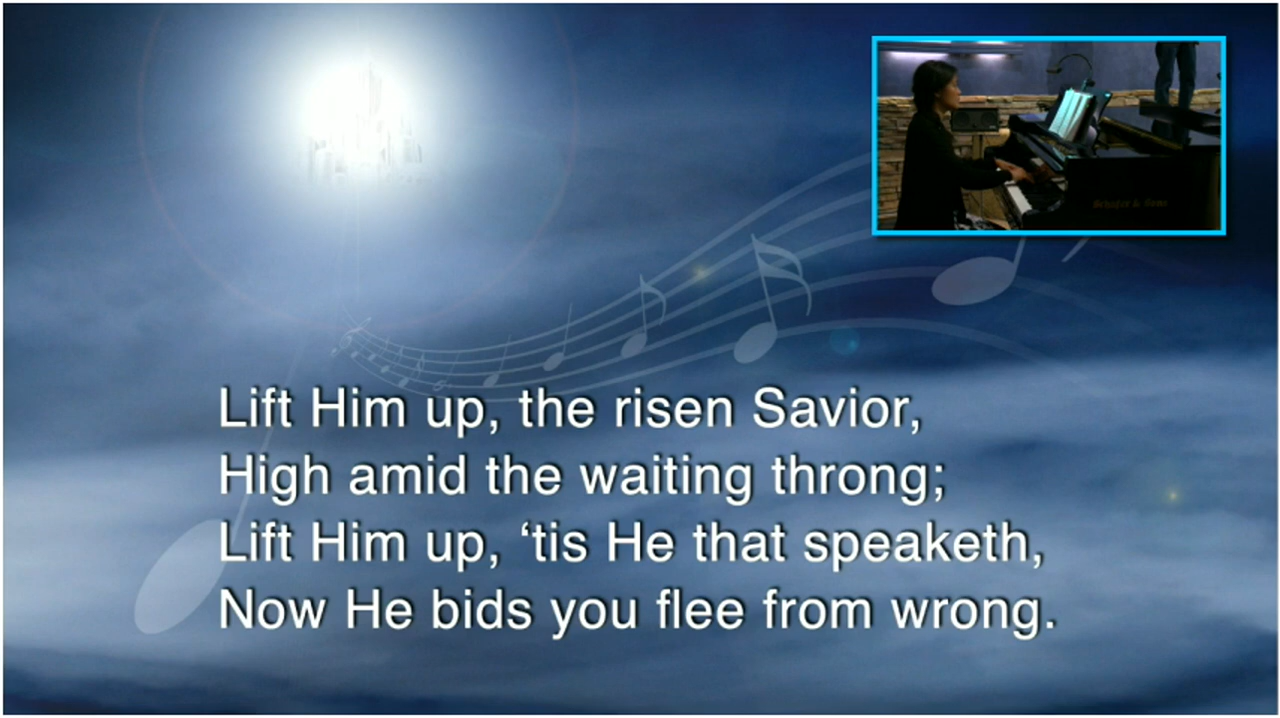 Lift Him up, the risen Savior,
High amid the waiting throng;
Lift Him up, ‘tis He that speaketh,
Now He bids you flee from wrong.